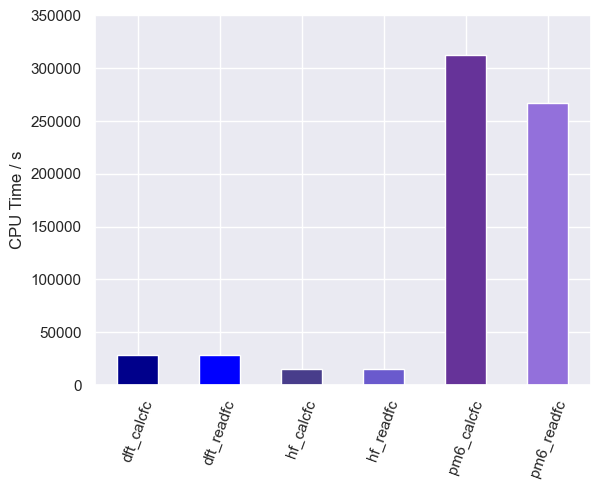 350000
300000
250000
200000
150000
100000
50000
0
CPU Time / s
dft_calcfc
dft_readfc
hf_calcfc
hf_readfc
pm6_calcfc
pm6_readfc